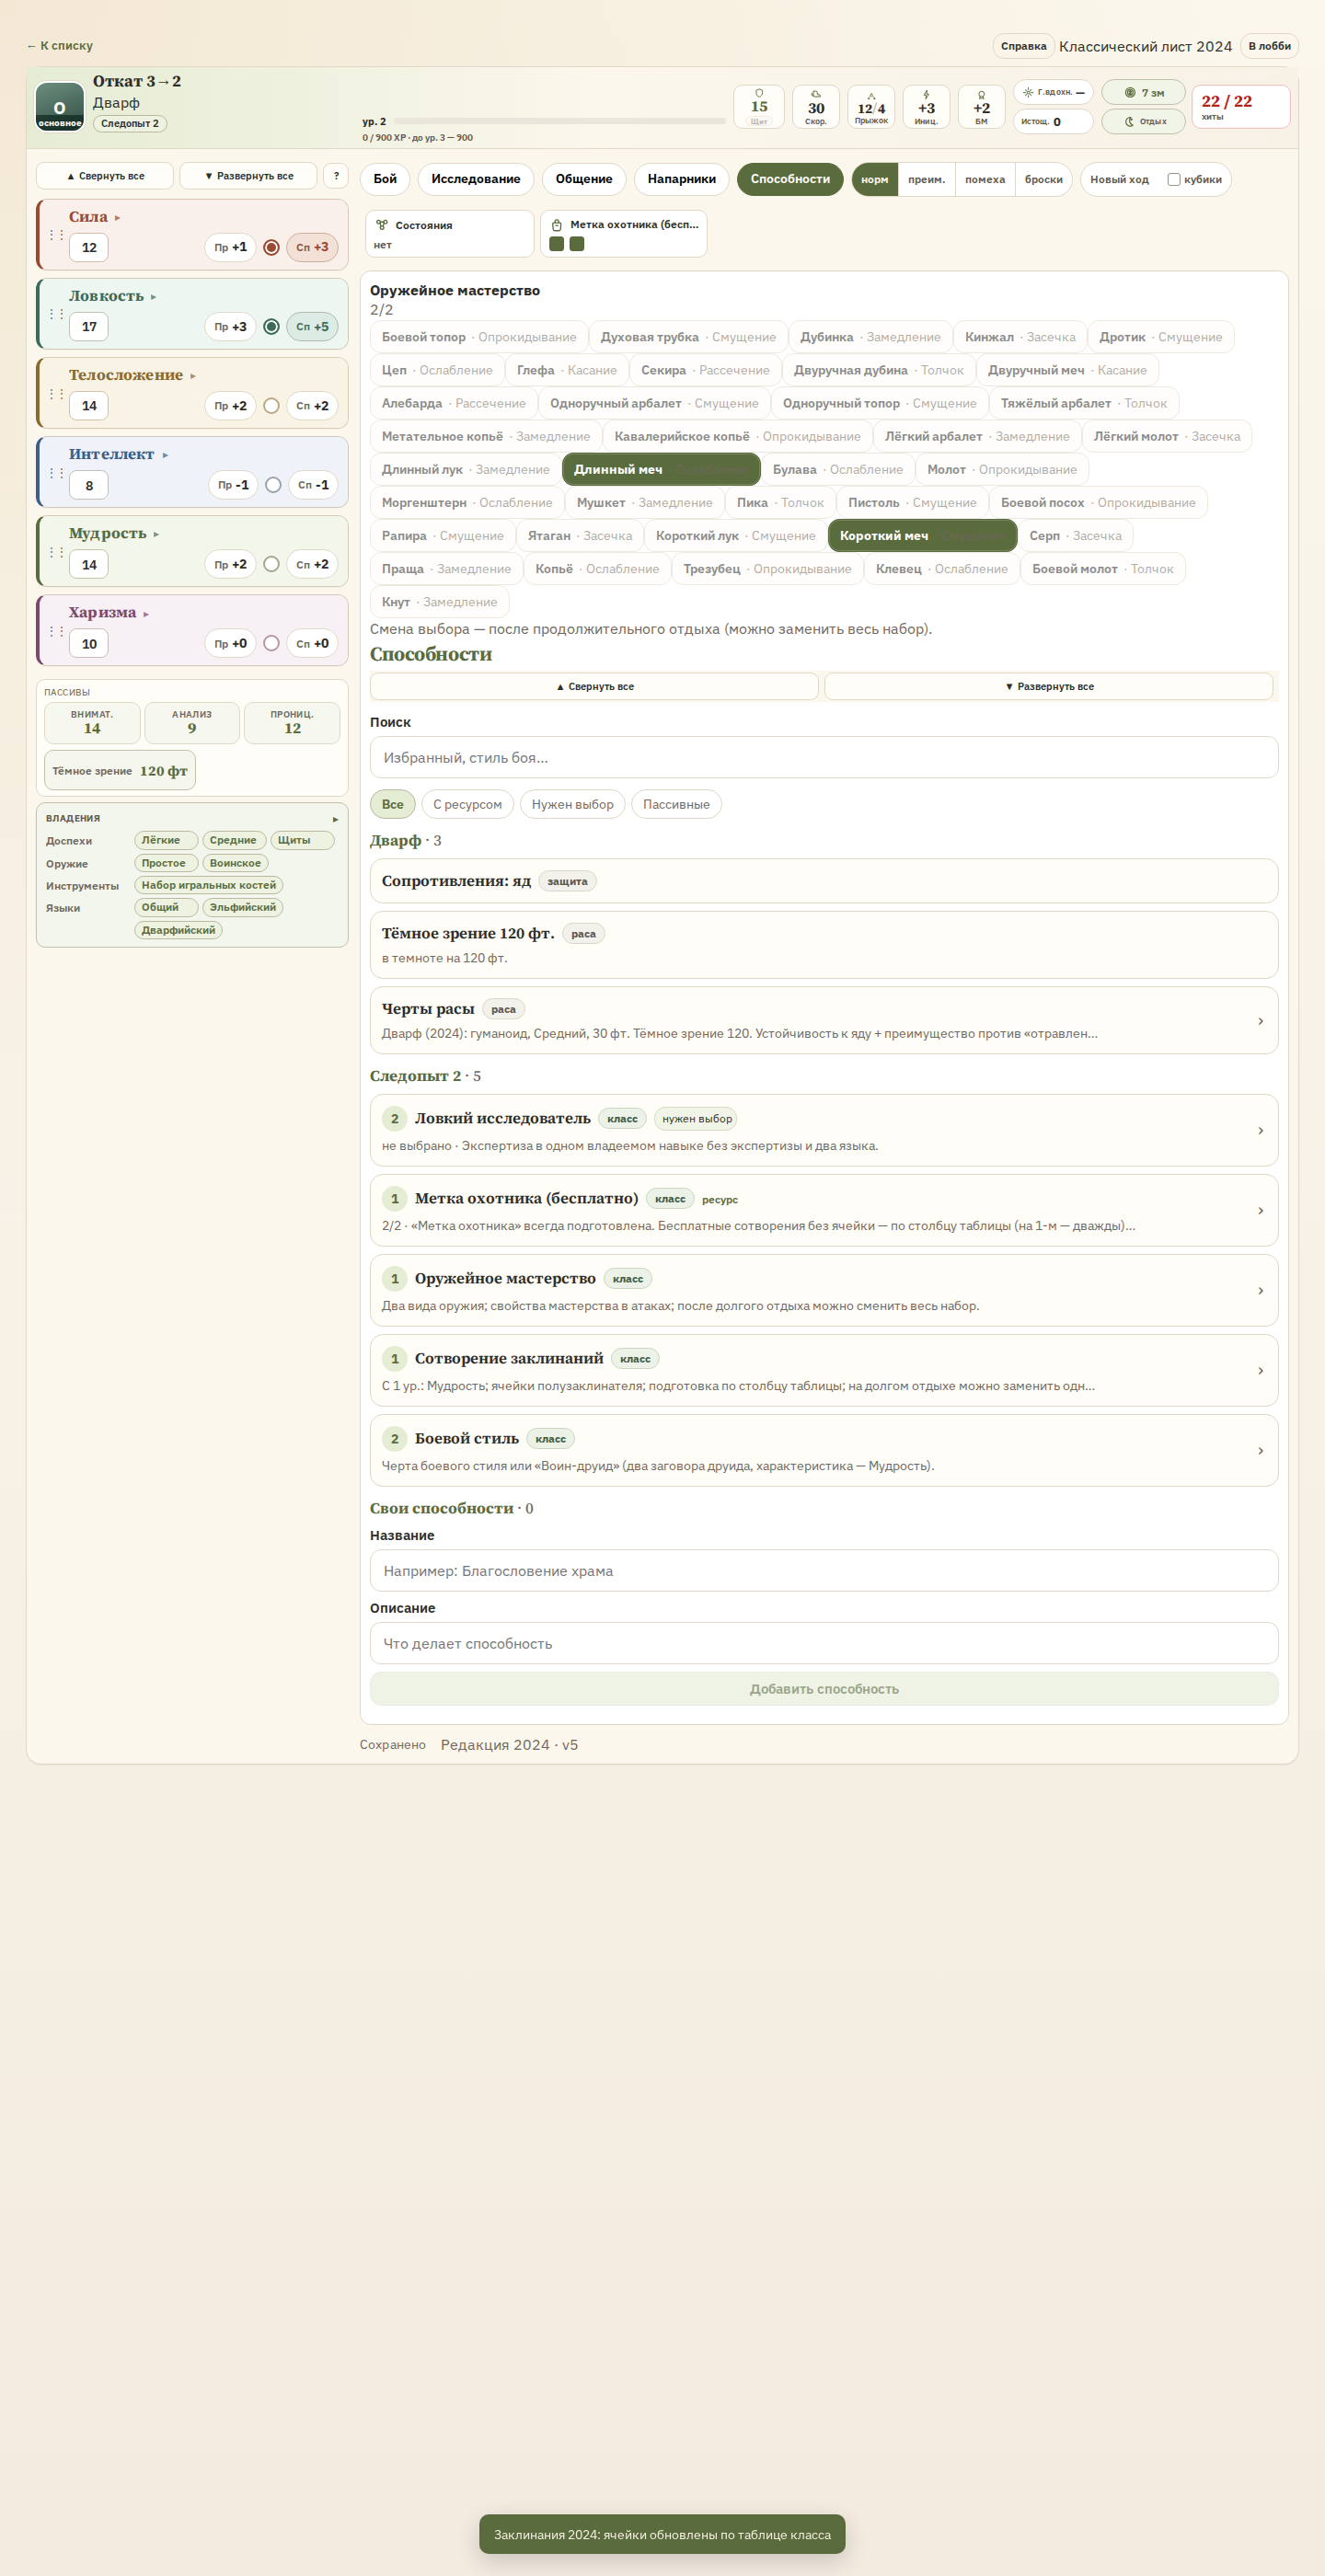 ← К списку
Справка Классический лист 2024 В лобби
О
основное
Откат 3→2
Дварф
Следопыт 2
ур. 2
0 / 900 XP · до ур. 3 — 900
15
Щит
30
Скор.
12/4
Прыжок
+3
Иниц.
+2
БМ
Г.вдохн. —
Истощ. 0
7 зм
Отдых
22 / 22
хиты
▲ Свернуть все ▼ Развернуть все ?
Сила ▸
12 Пр +1 Сп +3
Ловкость ▸
17 Пр +3 Сп +5
Телосложение ▸
14 Пр +2 Сп +2
Интеллект ▸
8 Пр -1 Сп -1
Мудрость ▸
14 Пр +2 Сп +2
Харизма ▸
10 Пр +0 Сп +0
ПАССИВЫ
ВНИМАТ. АНАЛИЗ ПРОНИЦ.
14 9 12
Тёмное зрение 120 фт
ВЛАДЕНИЯ ▸
Доспехи Лёгкие Средние Щиты
Оружие Простое Воинское
Инструменты Набор игральных костей
Языки Общий Эльфийский
Дварфийский
Бой Исследование Общение Напарники Способности норм преим. помеха броски Новый ход кубики
Состояния
нет
Метка охотника (бесп...
Оружейное мастерство
2/2
Боевой топор · Опрокидывание Духовая трубка · Смущение Дубинка · Замедление Кинжал · Засечка Дротик · Смущение
Цеп · Ослабление Глефа · Касание Секира · Рассечение Двуручная дубина · Толчок Двуручный меч · Касание
Алебарда · Рассечение Одноручный арбалет · Смущение Одноручный топор · Смущение Тяжёлый арбалет · Толчок
Метательное копьё · Замедление Кавалерийское копьё · Опрокидывание Лёгкий арбалет · Замедление Лёгкий молот · Засечка
Длинный лук · Замедление Длинный меч Булава · Ослабление Молот · Опрокидывание
Моргенштерн · Ослабление Мушкет · Замедление Пика · Толчок Пистоль · Смущение Боевой посох · Опрокидывание
Рапира · Смущение Ятаган · Засечка Короткий лук · Смущение Короткий меч Серп · Засечка
Праща · Замедление Копьё · Ослабление Трезубец · Опрокидывание Клевец · Ослабление Боевой молот · Толчок
Кнут · Замедление
Смена выбора — после продолжительного отдыха (можно заменить весь набор).
Способности
▲ Свернуть все ▼ Развернуть все
Поиск
Избранный, стиль боя...
Все С ресурсом Нужен выбор Пассивные
Дварф · 3
Сопротивления: яд защита
Тёмное зрение 120 фт. раса
в темноте на 120 фт.
Черты расы раса
Дварф (2024): гуманоид, Средний, 30 фт. Тёмное зрение 120. Устойчивость к яду + преимущество против «отравлен... ›
Следопыт 2 · 5
2 Ловкий исследователь класс нужен выбор
не выбрано · Экспертиза в одном владеемом навыке без экспертизы и два языка. ›
1 Метка охотника (бесплатно) класс ресурс
2/2 · «Метка охотника» всегда подготовлена. Бесплатные сотворения без ячейки — по столбцу таблицы (на 1-м — дважды)... ›
1 Оружейное мастерство класс
Два вида оружия; свойства мастерства в атаках; после долгого отдыха можно сменить весь набор. ›
1 Сотворение заклинаний класс
С 1 ур.: Мудрость; ячейки полузаклинателя; подготовка по столбцу таблицы; на долгом отдыхе можно заменить одн... ›
2 Боевой стиль класс
Черта боевого стиля или «Воин-друид» (два заговора друида, характеристика — Мудрость). ›
Свои способности · 0
Название
Например: Благословение храма
Описание
Что делает способность
Добавить способность
Сохранено Редакция 2024 · v5
Заклинания 2024: ячейки обновлены по таблице класса